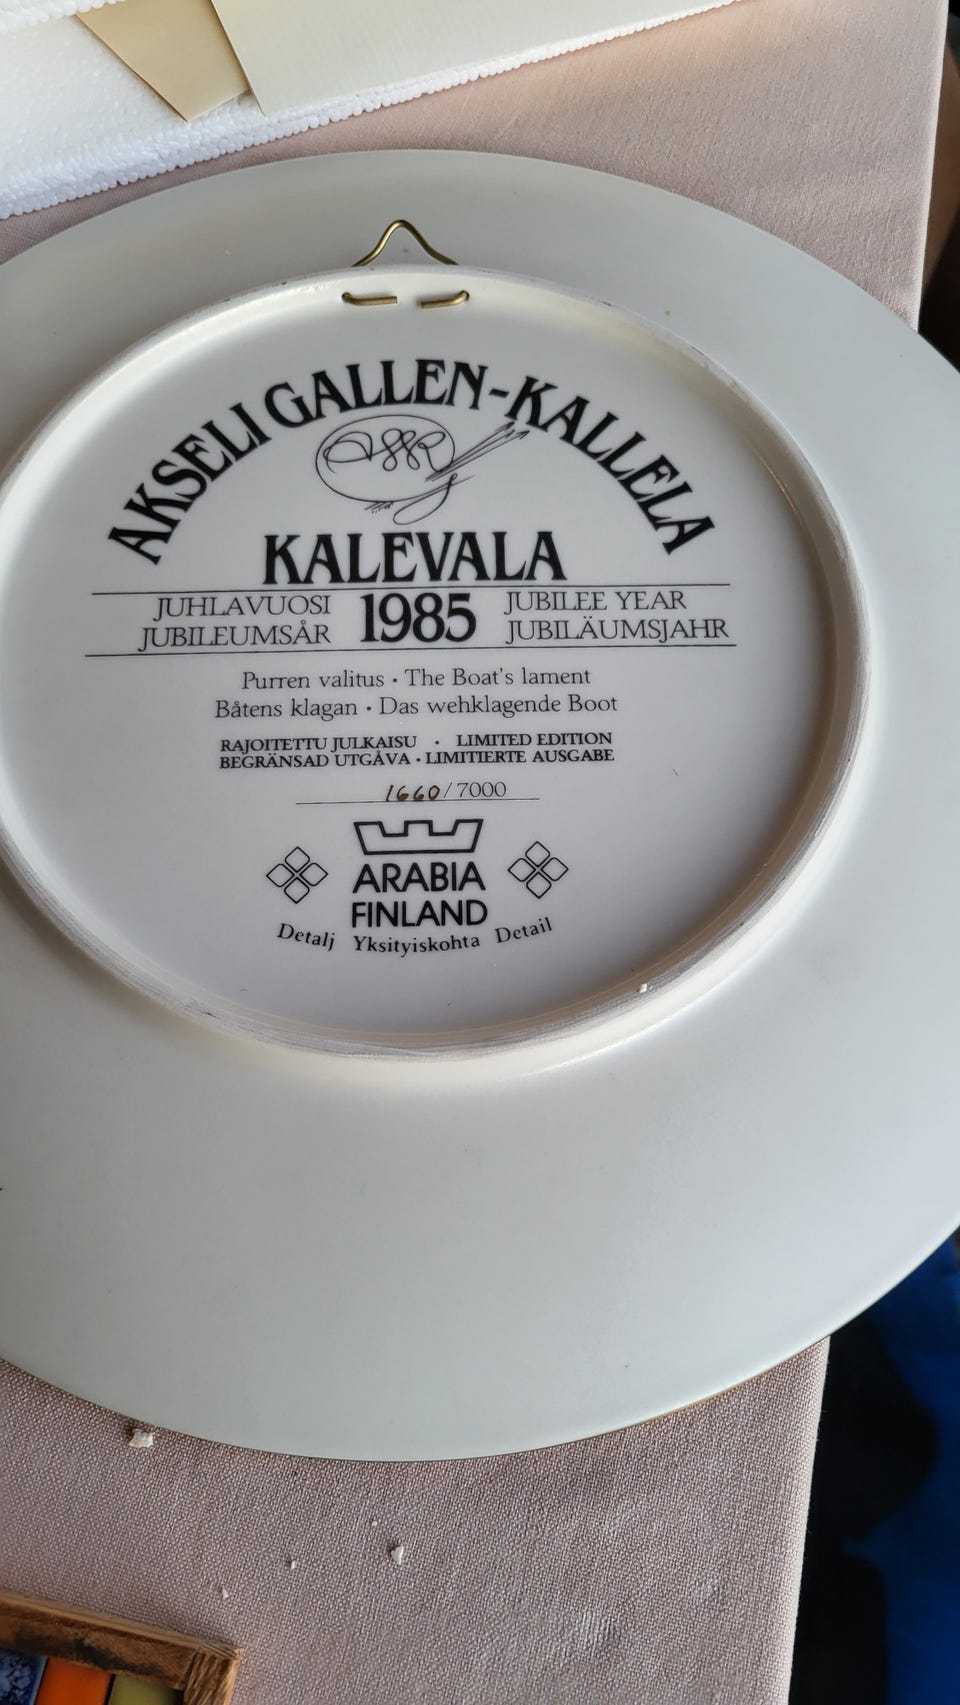 AKSELI GALLEN-KALLELA
KALEVALA
JUHLAVUOSI 1985 JUBILEE YEAR
JUBILEUMSÅR JUBILÄUMSJAHR
Purren valitus · The Boat's lament
Båtens klagan · Das wehklagende Boot
RAJOITETTU JULKAISU · LIMITED EDITION
BEGRÄNSAD UTGÅVA · LIMITIERTE AUSGABE
1660/7000
ARABIA
FINLAND
Detalj Yksityiskohta Detail